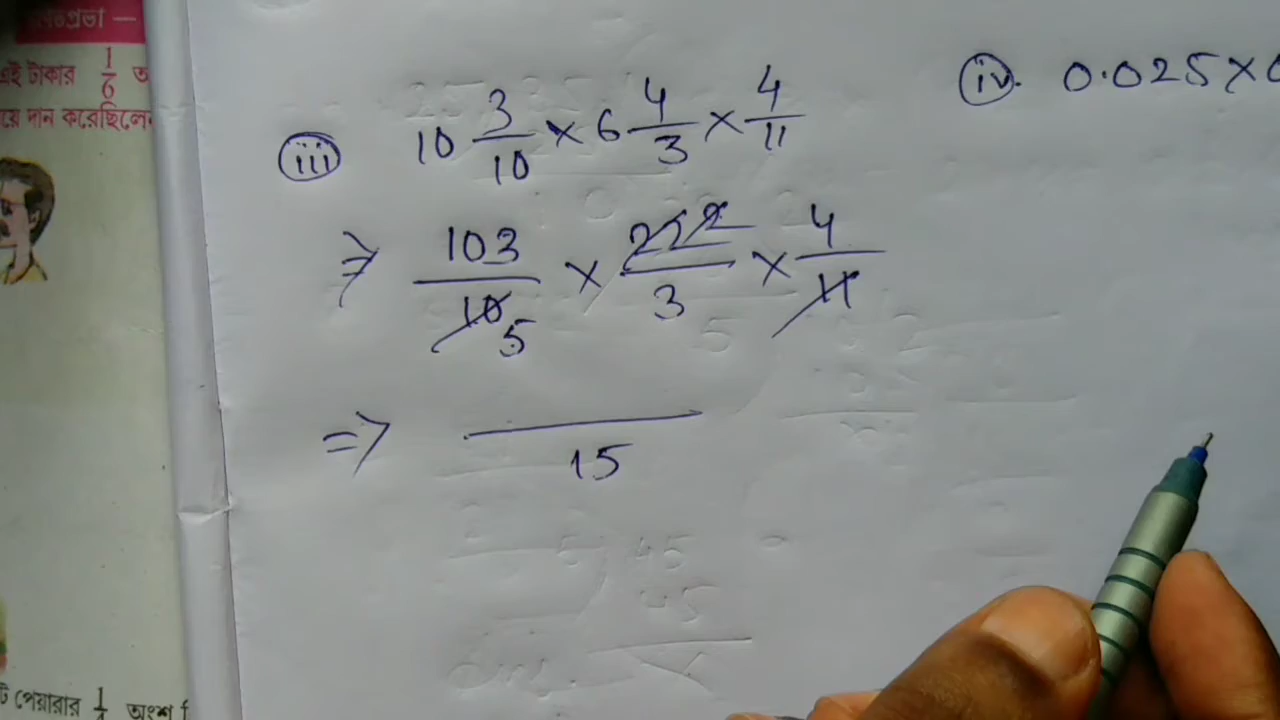 এই টাকার 1/6
য়ে দান করেছিলেন
(iii) 10 3/10 × 6 4/3 × 4/11
(iv). 0.025×0
⇒ 103/10 × 22/3 × 4/11
5
⇒ /15
পেয়ারার অংশ